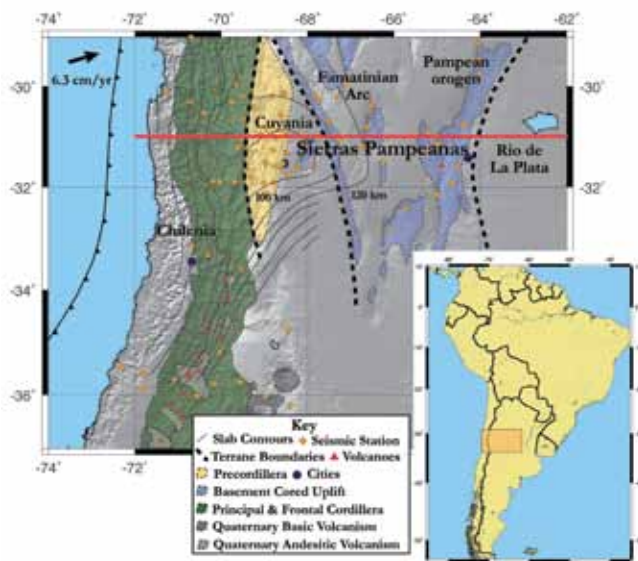 6.3 cm/yr
Famatinian
Arc
Pampean
orogen
Cuyania
Sierras Pampeanas
Rio de
La Plata
100 km
120 km
Chilenia
-30˚
-32˚
-34˚
-36˚
-74˚
-72˚
-70˚
-68˚
-66˚
-64˚
-62˚
-74˚
-72˚
Key
Slab Contours
Seismic Station
Terrane Boundaries
Volcanoes
Precordillera
Cities
Basement Cored Uplift
Principal & Frontal Cordillera
Quaternary Basic Volcanism
Quaternary Andesitic Volcanism